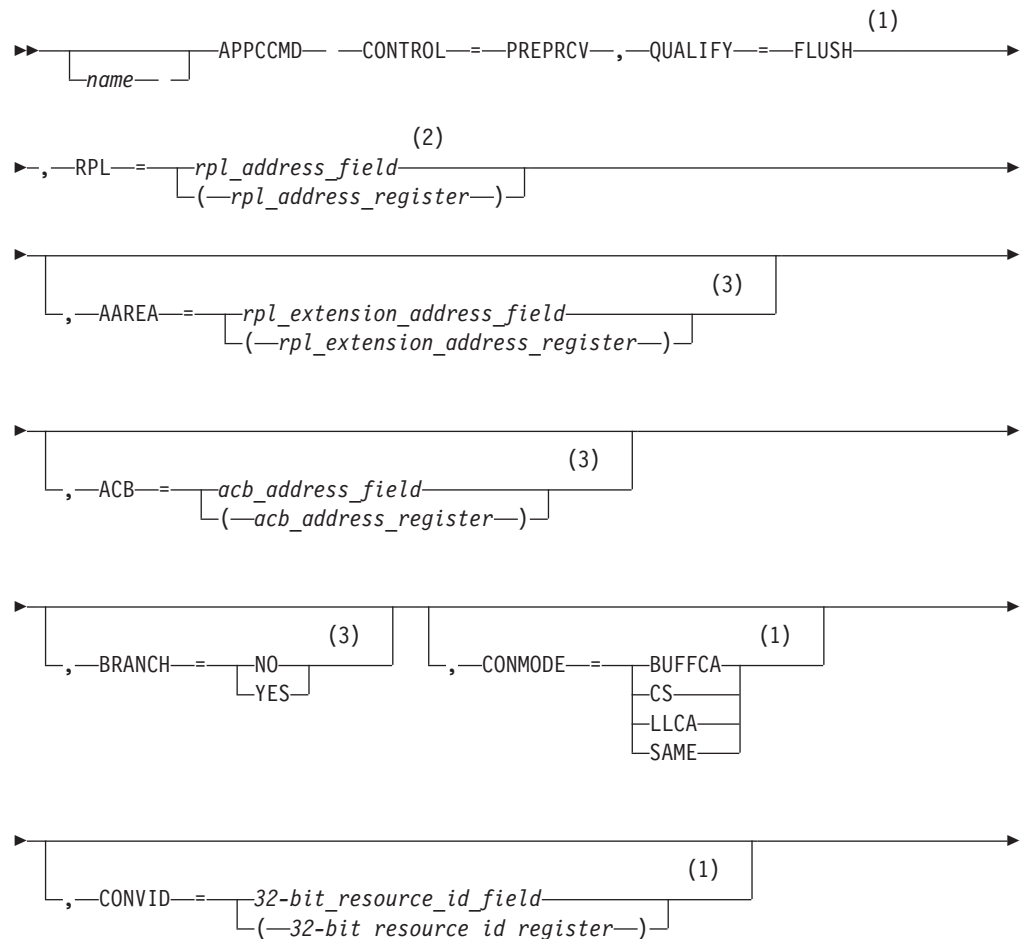 (1)
APPCCMD CONTROL = PREPRCV , QUALIFY = FLUSH
name
(2)
, RPL = rpl_address_field
( rpl_address_register )
(3)
, AAREA = rpl_extension_address_field
( rpl_extension_address_register )
(3)
, ACB = acb_address_field
( acb_address_register )
(3) (1)
, BRANCH = NO , CONMODE = BUFFCA
YES CS
LLCA
SAME
(1)
, CONVID = 32-bit_resource_id_field
( 32-bit resource id register )